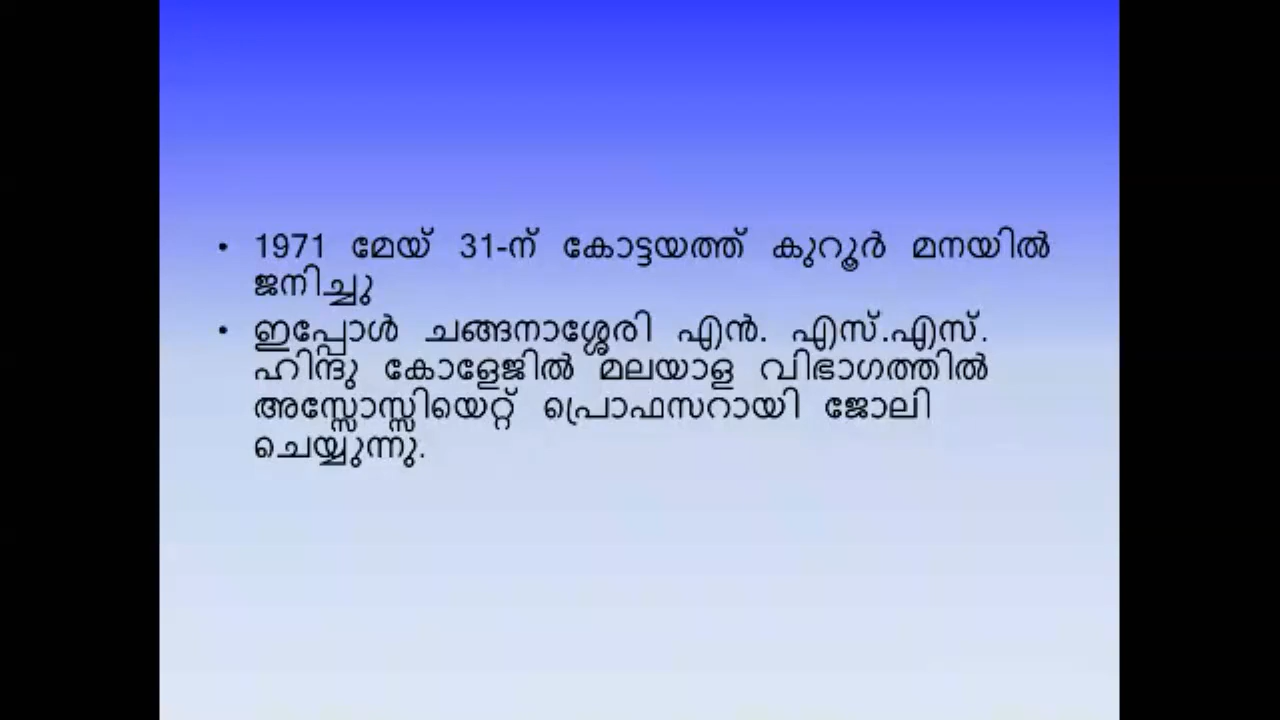 • 1971 മേയ് 31-ന് കോട്ടയത്ത് കുറൂർ മനയിൽ
ജനിച്ചു
• ഇപ്പോൾ ചങ്ങനാശ്ശേരി എൻ. എസ്.എസ്.
ഹിന്ദു കോളേജിൽ മലയാള വിഭാഗത്തിൽ
അസ്സോസ്സിയെറ്റ് പ്രൊഫസറായി ജോലി
ചെയ്യുന്നു.